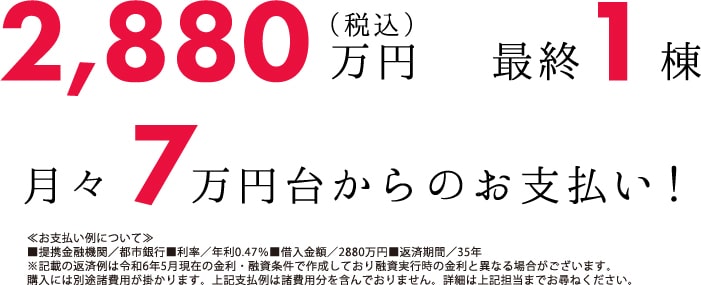 2,880万円（税込） 最終1棟
月々7万円台からのお支払い！
≪お支払い例について≫
■提携金融機関／都市銀行■利率／年利0.47%■借入金額／2880万円■返済期間／35年
※記載の返済例は令和6年5月現在の金利・融資条件で作成しており融資実行時の金利と異なる場合がございます。
購入には別途諸費用が掛かります。上記支払例は諸費用分を含んでおりません。詳細は上記担当までお尋ねください。